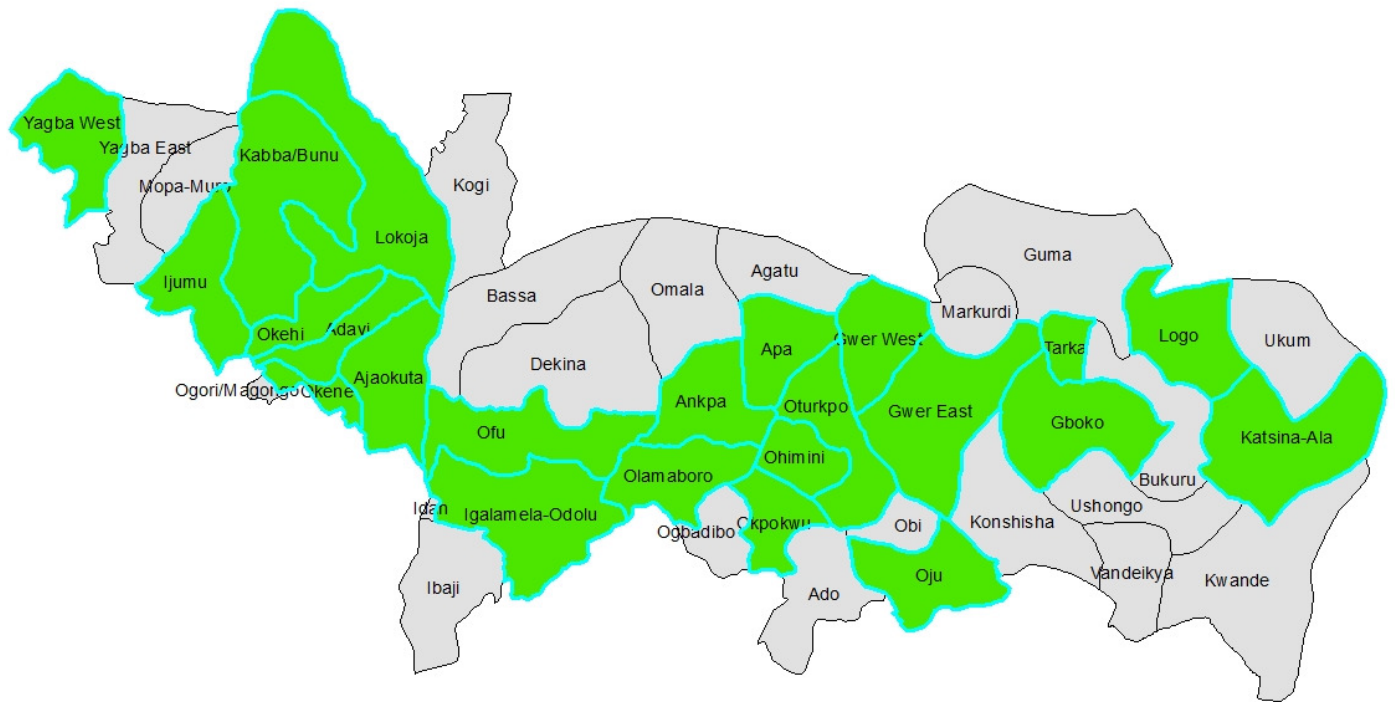 Yagba West
Yagba East
Kabba/Bunu
Mopa-Muro
Kogi
Lokoja
Guma
Agatu
Ijumu
Omala
Bassa
Markurdi
Okehi
Adavi
Gwer West
Logo
Ukum
Apa
Tarka
Dekina
Ajaokuta
Ogori/Magongo
Okene
Ankpa
Oturkpo
Gwer East
Gboko
Katsina-Ala
Ofu
Ohimini
Olamaboro
Bukuru
Idah
Igalamela-Odolu
Ushongo
Okpokwu
Konshisha
Obi
Ogbadibo
Vandeikya
Oju
Kwande
Ibaji
Ado